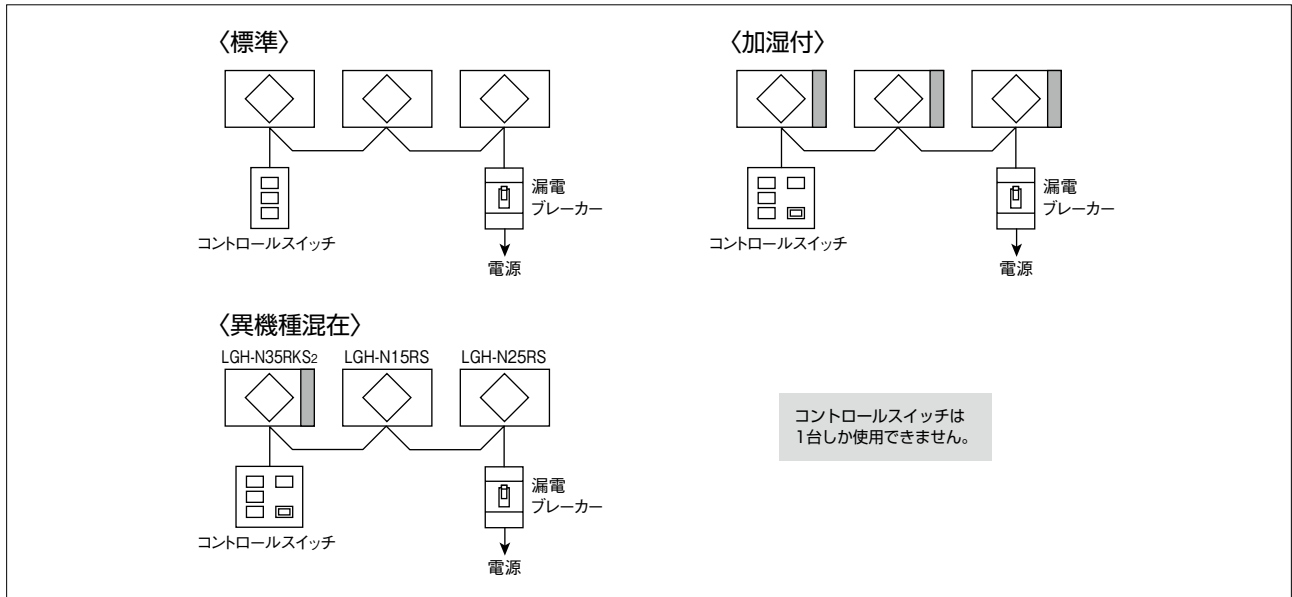 〈標準〉
漏電
ブレーカー
コントロールスイッチ
電源
〈加湿付〉
漏電
ブレーカー
コントロールスイッチ
電源
〈異機種混在〉
LGH-N35RKS2 LGH-N15RS LGH-N25RS
漏電
ブレーカー
コントロールスイッチ
電源
コントロールスイッチは
1台しか使用できません。